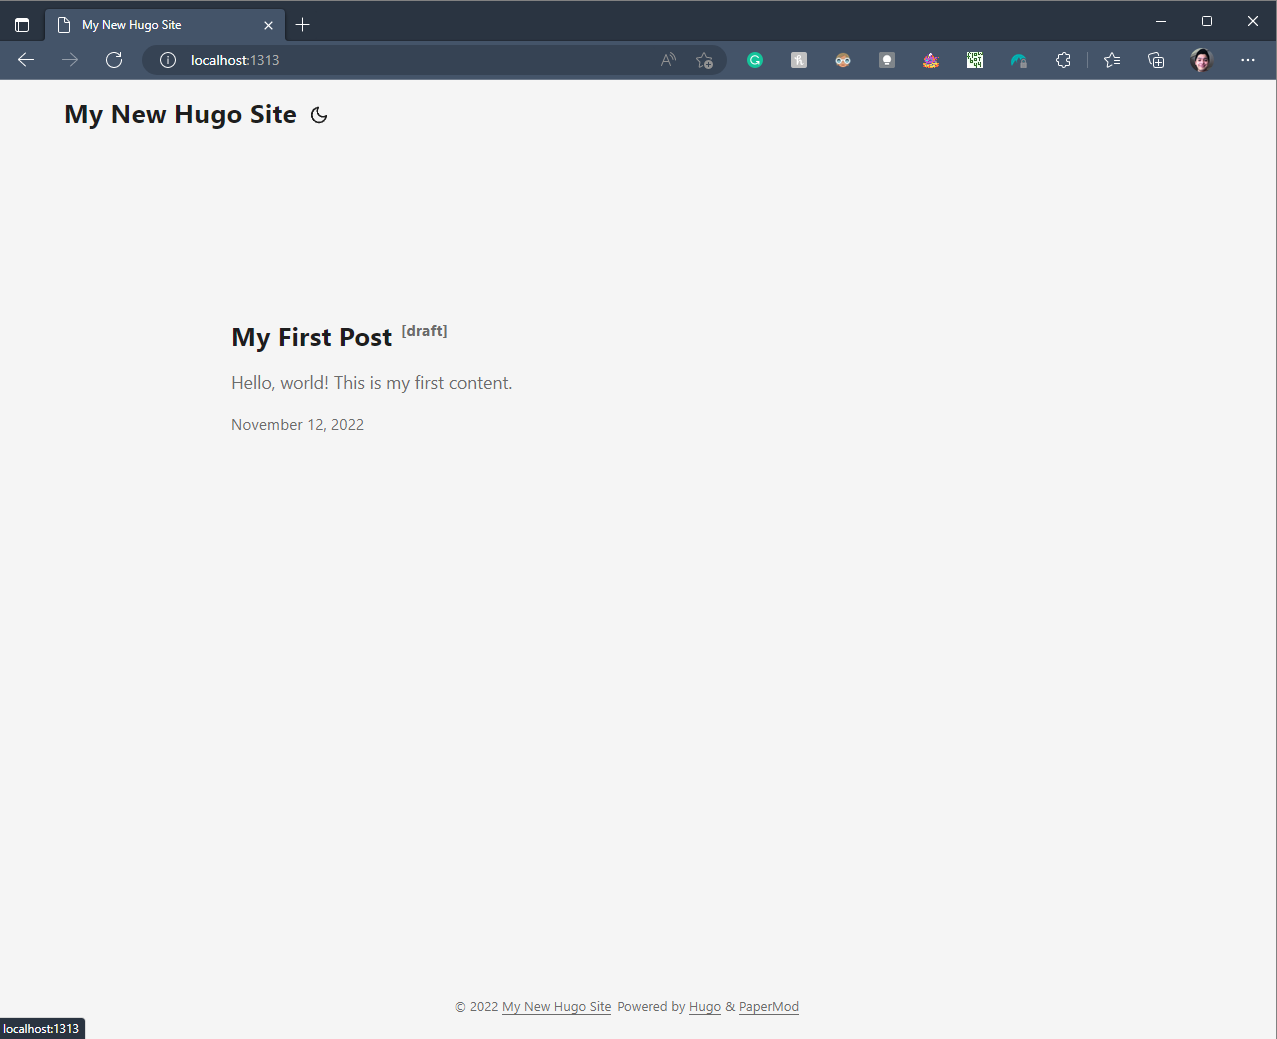 My New Hugo Site
localhost:1313
My New Hugo Site
My First Post [draft]
Hello, world! This is my first content.
November 12, 2022
© 2022 My New Hugo Site Powered by Hugo & PaperMod
localhost:1313